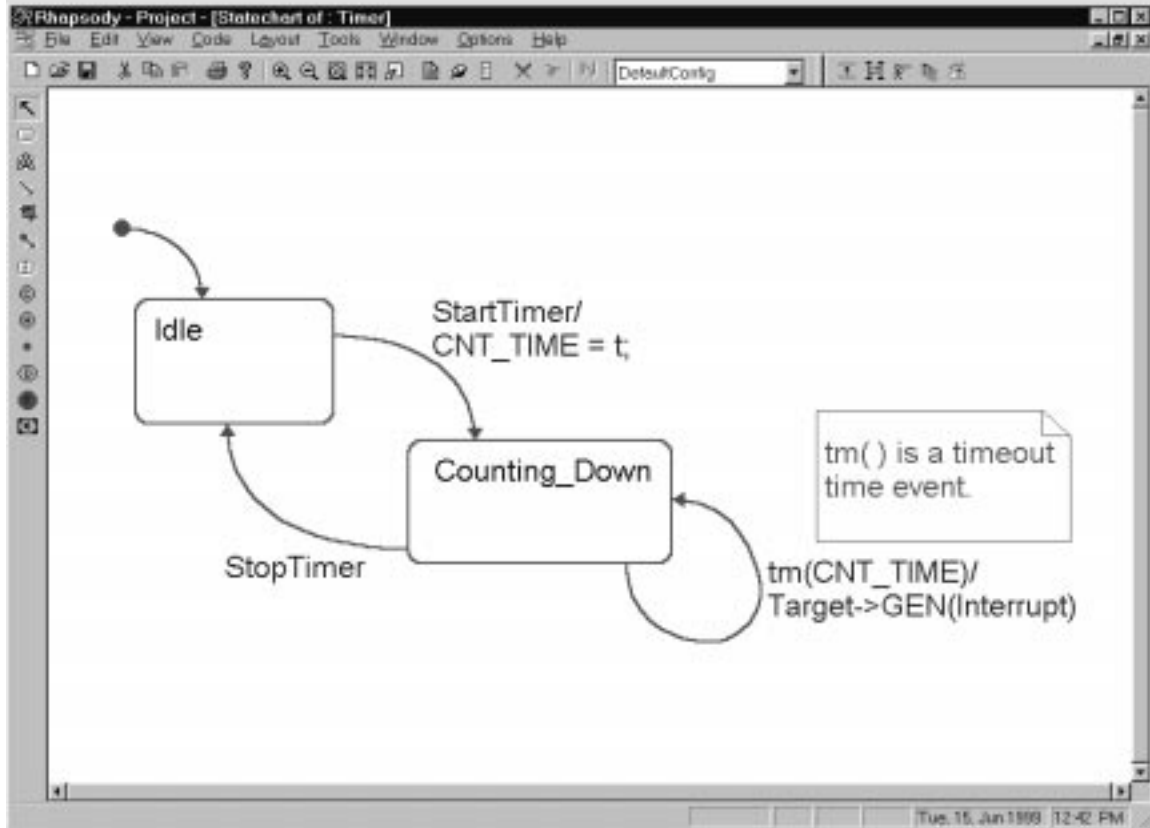 Rhapsody - Project - [Statechart of : Timer]
File Edit View Code Layout Tools Window Options Help
DefaultConfig
Idle
StartTimer/
CNT_TIME = t;
Counting_Down
tm( ) is a timeout
time event.
StopTimer
tm(CNT_TIME)/
Target->GEN(Interrupt)
Tue, 15, Jun 1999 12:42 PM